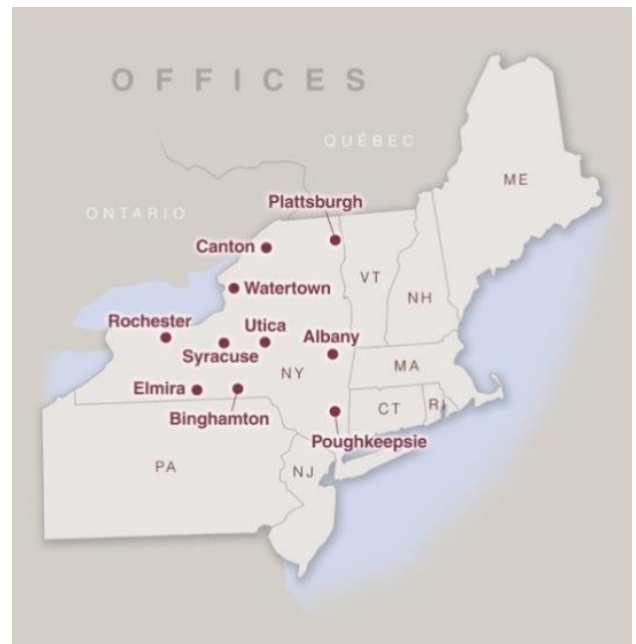 OFFICES
QUÉBEC
ME
Plattsburgh
ONTARIO
Canton
VT
Watertown
NH
Rochester
Utica
Albany
Syracuse
NY
MA
Elmira
Binghamton
CT
RI
Poughkeepsie
PA
NJ